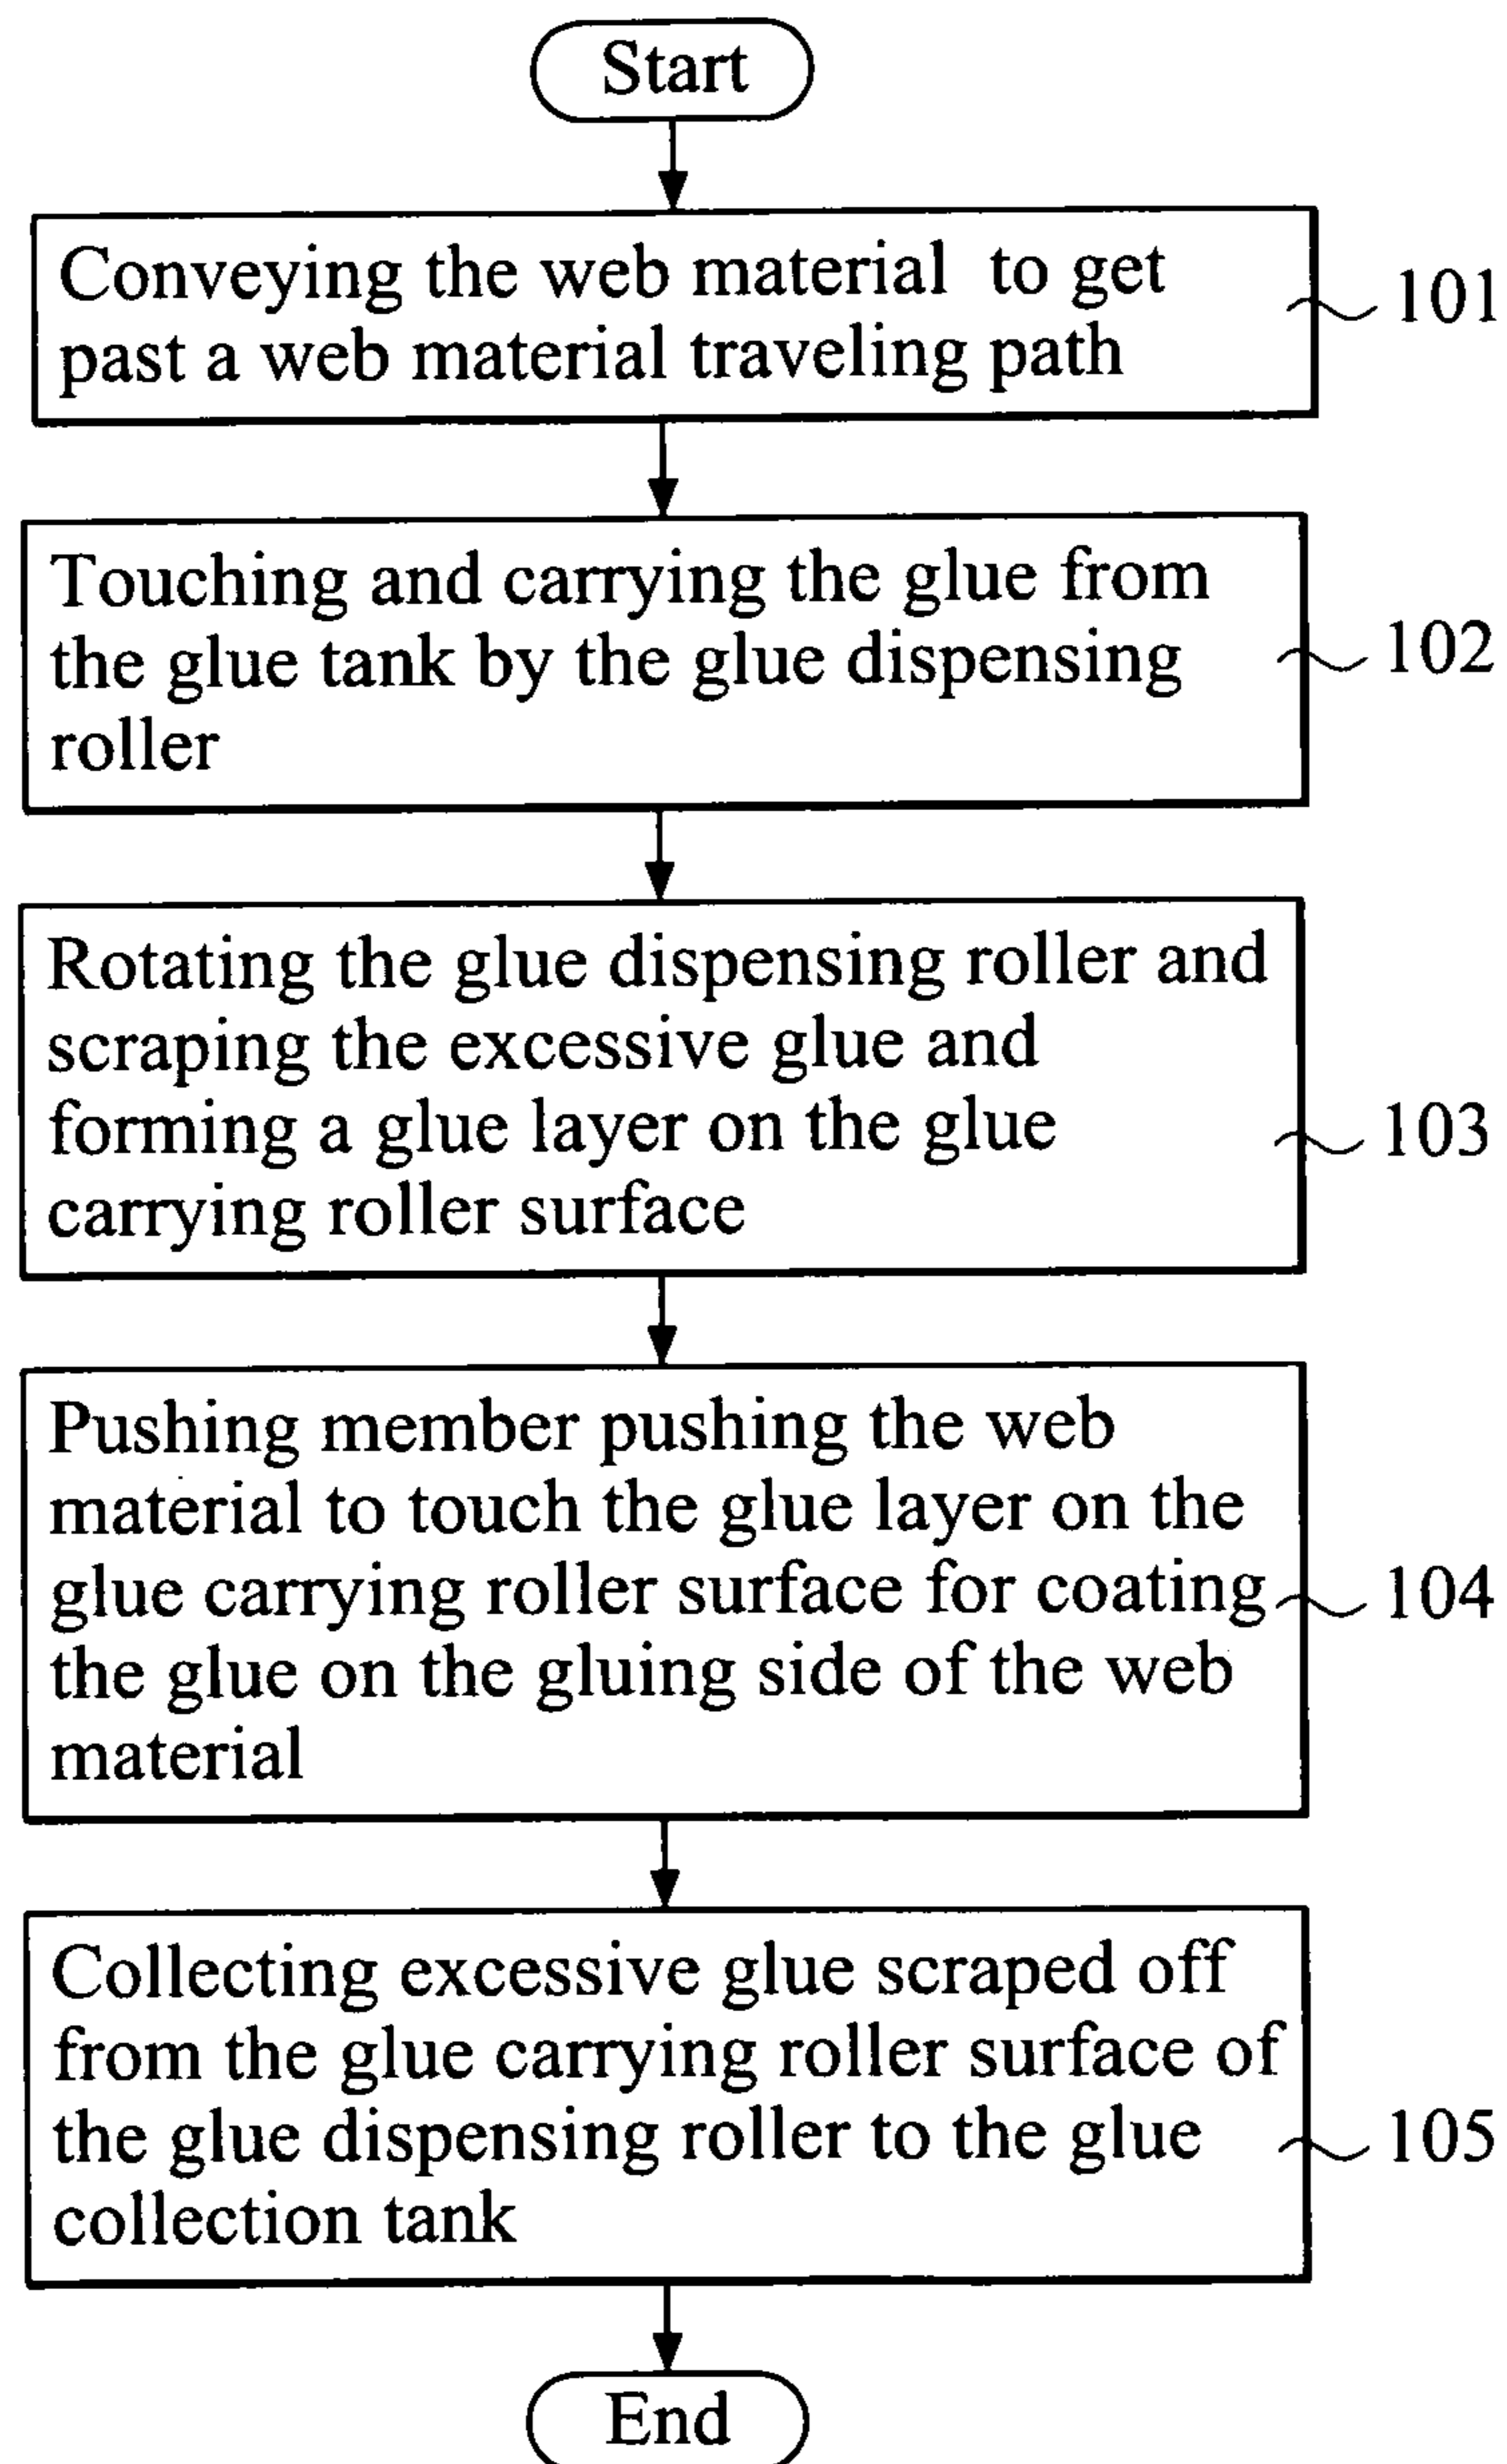 Start
Conveying the web material to get
past a web material traveling path
101
Touching and carrying the glue from
the glue tank by the glue dispensing
roller
102
Rotating the glue dispensing roller and
scraping the excessive glue and
forming a glue layer on the glue
carrying roller surface
103
Pushing member pushing the web
material to touch the glue layer on the
glue carrying roller surface for coating
the glue on the gluing side of the web
material
104
Collecting excessive glue scraped off
from the glue carrying roller surface of
the glue dispensing roller to the glue
collection tank
105
End